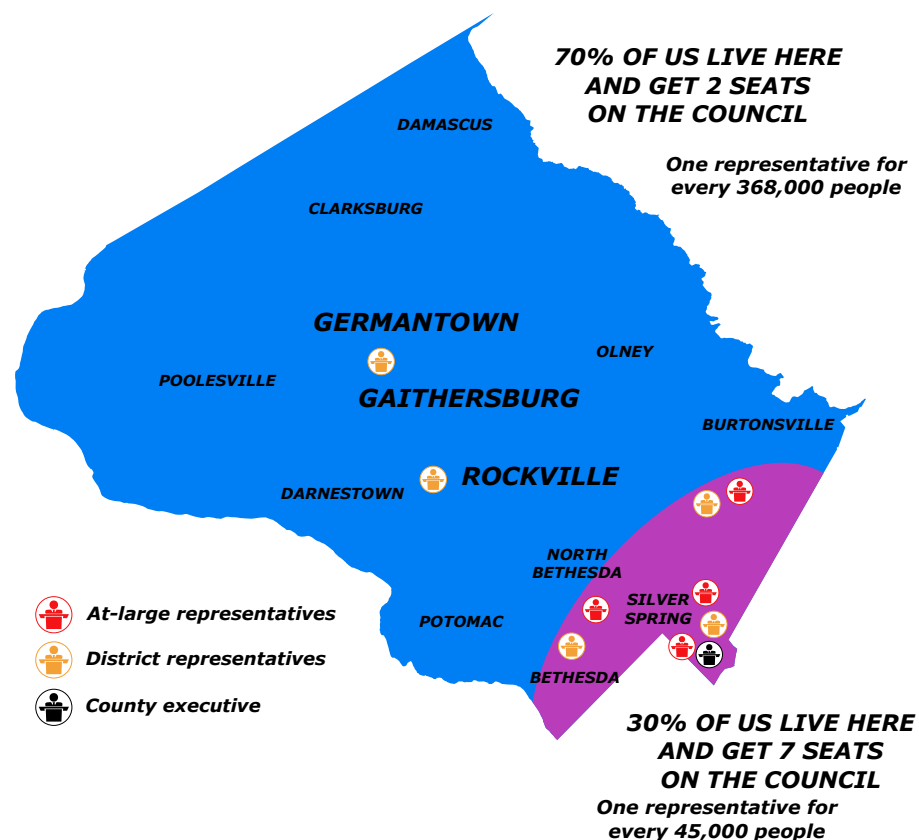 70% OF US LIVE HERE
AND GET 2 SEATS
ON THE COUNCIL
One representative for
every 368,000 people
DAMASCUS
CLARKSBURG
GERMANTOWN
OLNEY
POOLESVILLE
GAITHERSBURG
BURTONSVILLE
ROCKVILLE
DARNESTOWN
NORTH
BETHESDA
SILVER
SPRING
POTOMAC
BETHESDA
At-large representatives
District representatives
County executive
30% OF US LIVE HERE
AND GET 7 SEATS
ON THE COUNCIL
One representative for
every 45,000 people